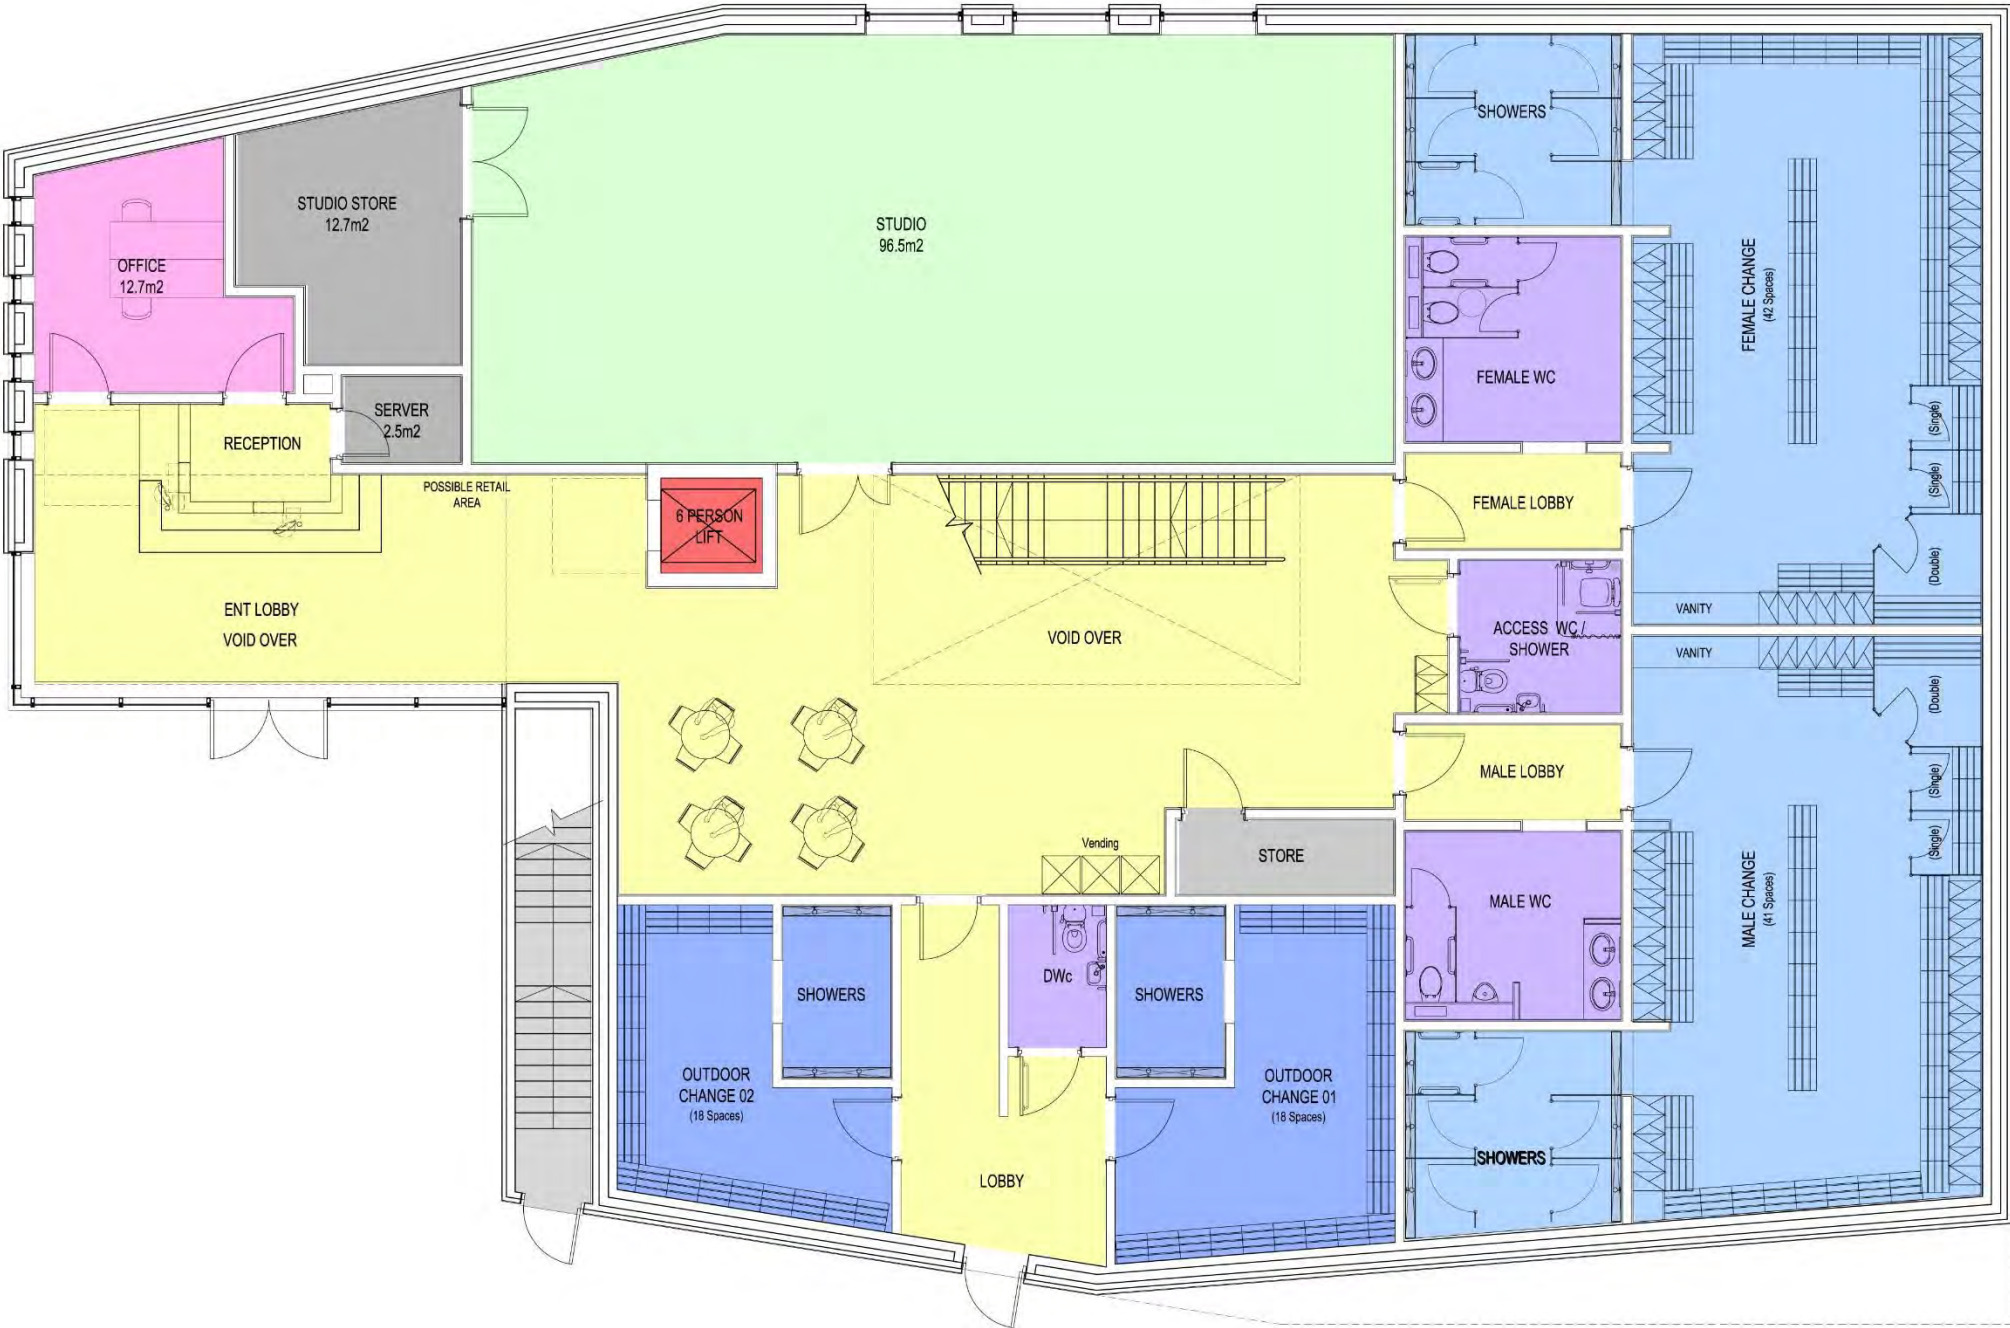 SHOWERS
STUDIO STORE
12.7m2
STUDIO
96.5m2
OFFICE
12.7m2
FEMALE CHANGE
(42 Spaces)
FEMALE WC
SERVER
2.5m2
RECEPTION
(Single)
(Single)
POSSIBLE RETAIL
AREA
6 PERSON
LIFT
FEMALE LOBBY
(Double)
ENT LOBBY
VOID OVER
VOID OVER
ACCESS WC /
SHOWER
VANITY
VANITY
(Double)
MALE LOBBY
(Single)
(Single)
Vending
STORE
MALE WC
MALE CHANGE
(41 Spaces)
SHOWERS
DWc
SHOWERS
OUTDOOR
CHANGE 02
(18 Spaces)
OUTDOOR
CHANGE 01
(18 Spaces)
SHOWERS
LOBBY